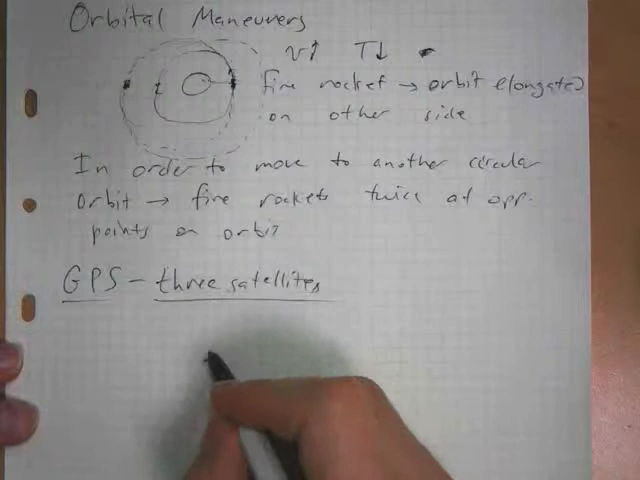 Orbital Maneuvers
v↑ T↓ r
fire rocket → orbit elongated
on other side
In order to move to another circular
orbit → fire rockets twice at opp.
points on orbit
GPS - three satellites